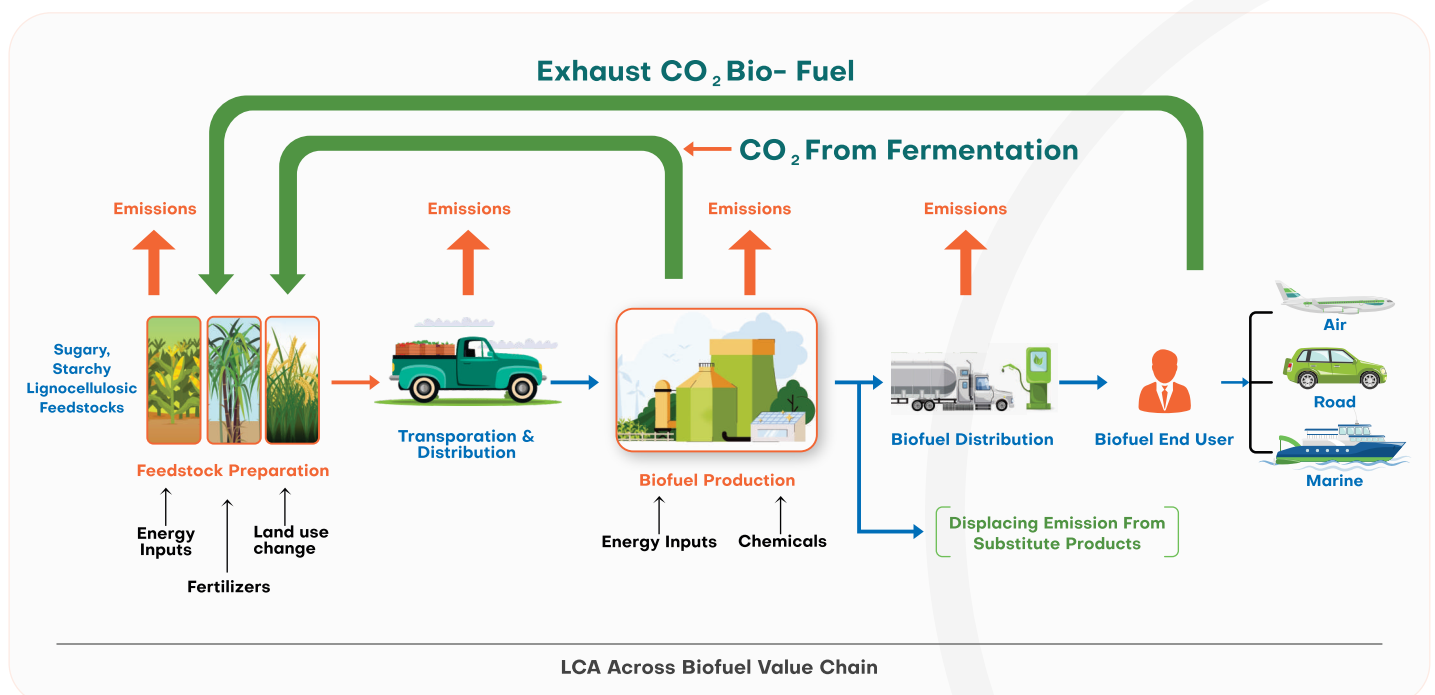 Exhaust CO2 Bio- Fuel
CO2 From Fermentation
Emissions
Emissions
Emissions
Emissions
Sugary,
Starchy
Lignocellulosic
Feedstocks
Feedstock Preparation
Energy
Inputs
Fertilizers
Land use
change
Transporation &
Distribution
Biofuel Production
Energy Inputs
Chemicals
Biofuel Distribution
Displacing Emission From
Substitute Products
Biofuel End User
Air
Road
Marine
LCA Across Biofuel Value Chain